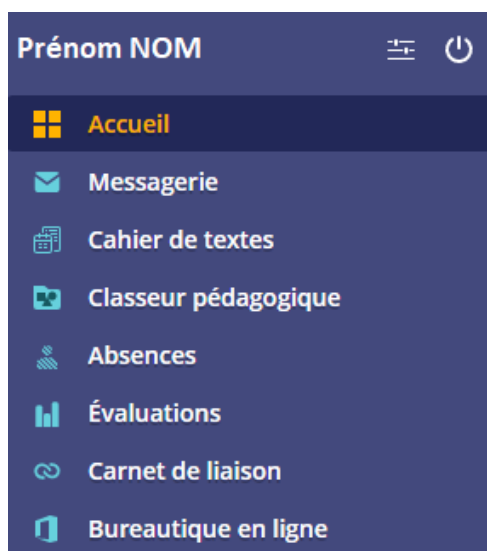 Prénom NOM
Accueil
Messagerie
Cahier de textes
Classeur pédagogique
Absences
Évaluations
Carnet de liaison
Bureautique en ligne